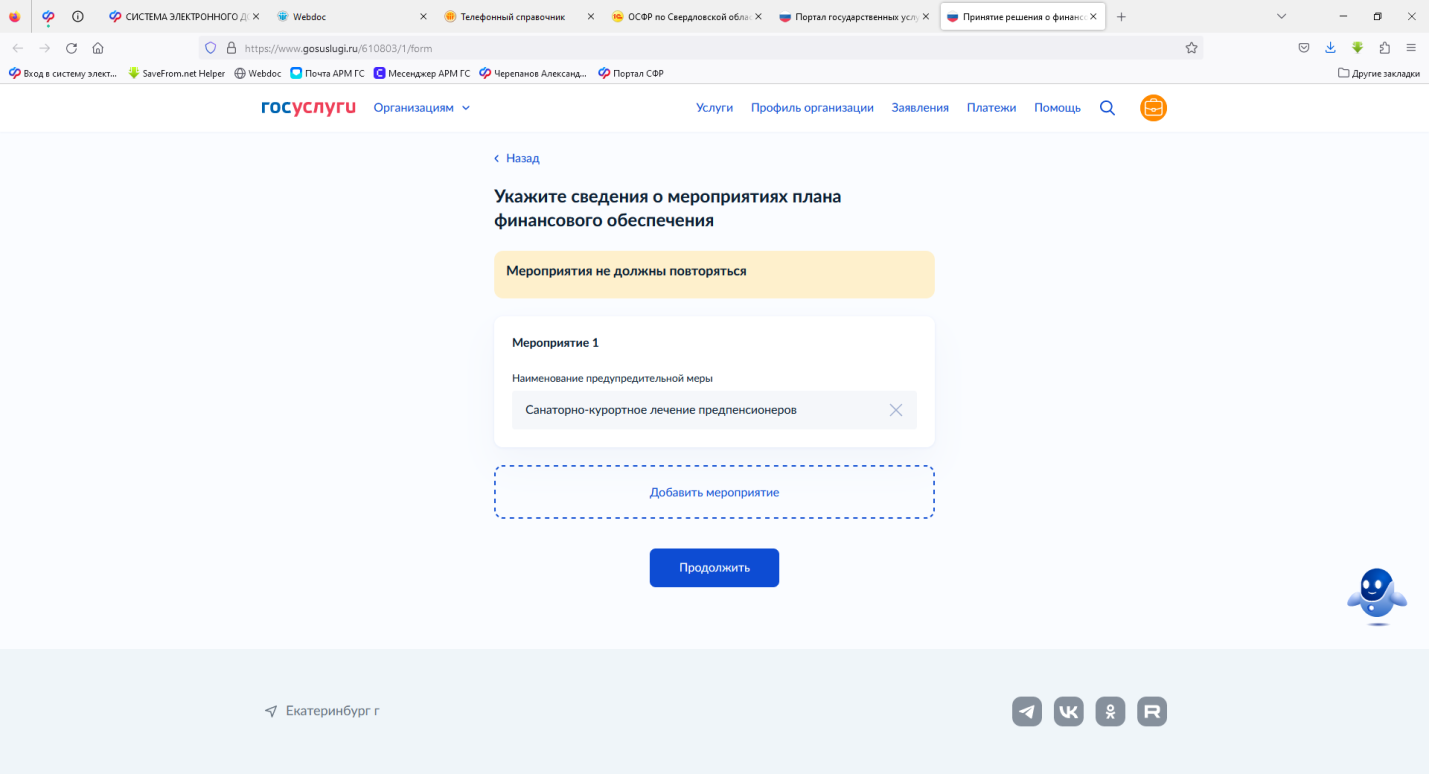 СИСТЕМА ЭЛЕКТРОННОГО Д
Webdoc
Телефонный справочник
ОСФР по Свердловской обла
Портал государственных услу
Принятие решения о финанс
https://www.gosuslugi.ru/610803/1/form
Вход в систему элект...
SaveFrom.net Helper
Webdoc
Почта АРМ ГС
Месенджер АРМ ГС
Черепанов Александ...
Портал СФР
Другие закладки
госуслуги
Организациям
Услуги
Профиль организации
Заявления
Платежи
Помощь
Назад
Укажите сведения о мероприятиях плана
финансового обеспечения
Мероприятия не должны повторяться
Мероприятие 1
Наименование предупредительной меры
Санаторно-курортное лечение предпенсионеров
Добавить мероприятие
Продолжить
Екатеринбург г